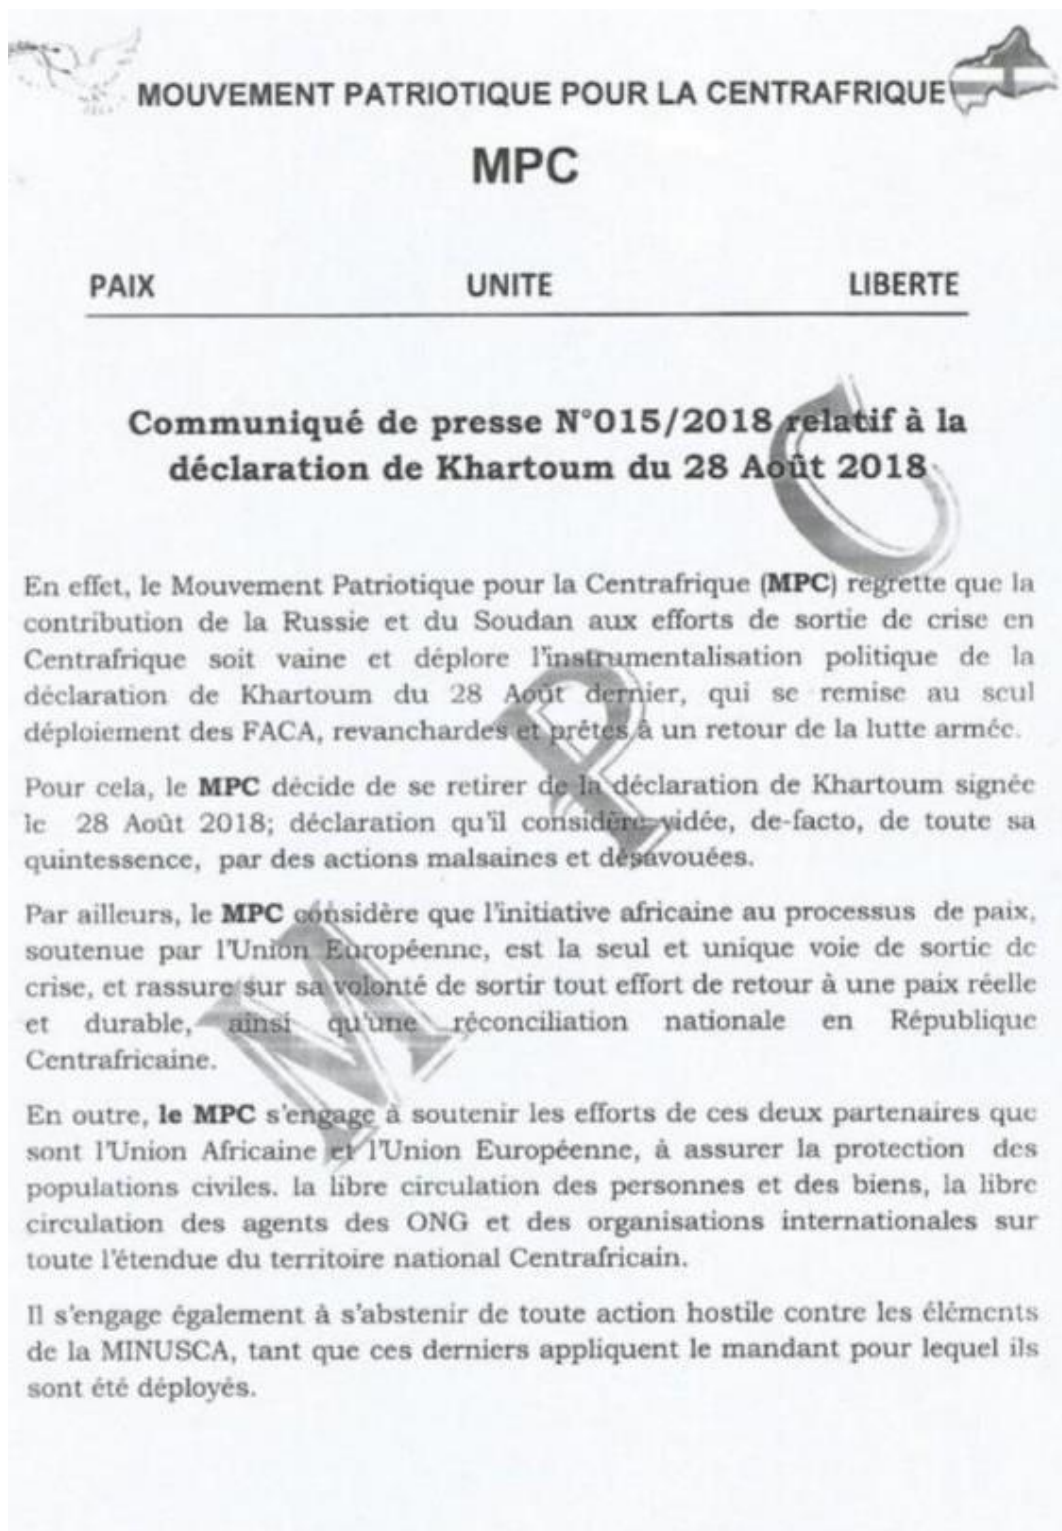 MOUVEMENT PATRIOTIQUE POUR LA CENTRAFRIQUE
MPC
PAIX UNITE LIBERTE
Communiqué de presse N°015/2018 relatif à la
déclaration de Khartoum du 28 Août 2018
En effet, le Mouvement Patriotique pour la Centrafrique (MPC) regrette que la
contribution de la Russie et du Soudan aux efforts de sortie de crise en
Centrafrique soit vaine et déplore l'instrumentalisation politique de la
déclaration de Khartoum du 28 Août dernier, qui se remise au seul
déploiement des FACA, revanchardes et prêtes à un retour de la lutte armée.
Pour cela, le MPC décide de se retirer de la déclaration de Khartoum signée
le 28 Août 2018; déclaration qu'il considère vidée, de-facto, de toute sa
quintessence, par des actions malsaines et désavouées.
Par ailleurs, le MPC considère que l'initiative africaine au processus de paix,
soutenue par l'Union Européenne, est la seul et unique voie de sortie de
crise, et rassure sur sa volonté de sortir tout effort de retour à une paix réelle
et durable, ainsi qu'une réconciliation nationale en République
Centrafricaine.
En outre, le MPC s'engage à soutenir les efforts de ces deux partenaires que
sont l'Union Africaine et l'Union Européenne, à assurer la protection des
populations civiles. la libre circulation des personnes et des biens, la libre
circulation des agents des ONG et des organisations internationales sur
toute l'étendue du territoire national Centrafricain.
Il s'engage également à s'abstenir de toute action hostile contre les éléments
de la MINUSCA, tant que ces derniers appliquent le mandant pour lequel ils
sont été déployés.
M P C